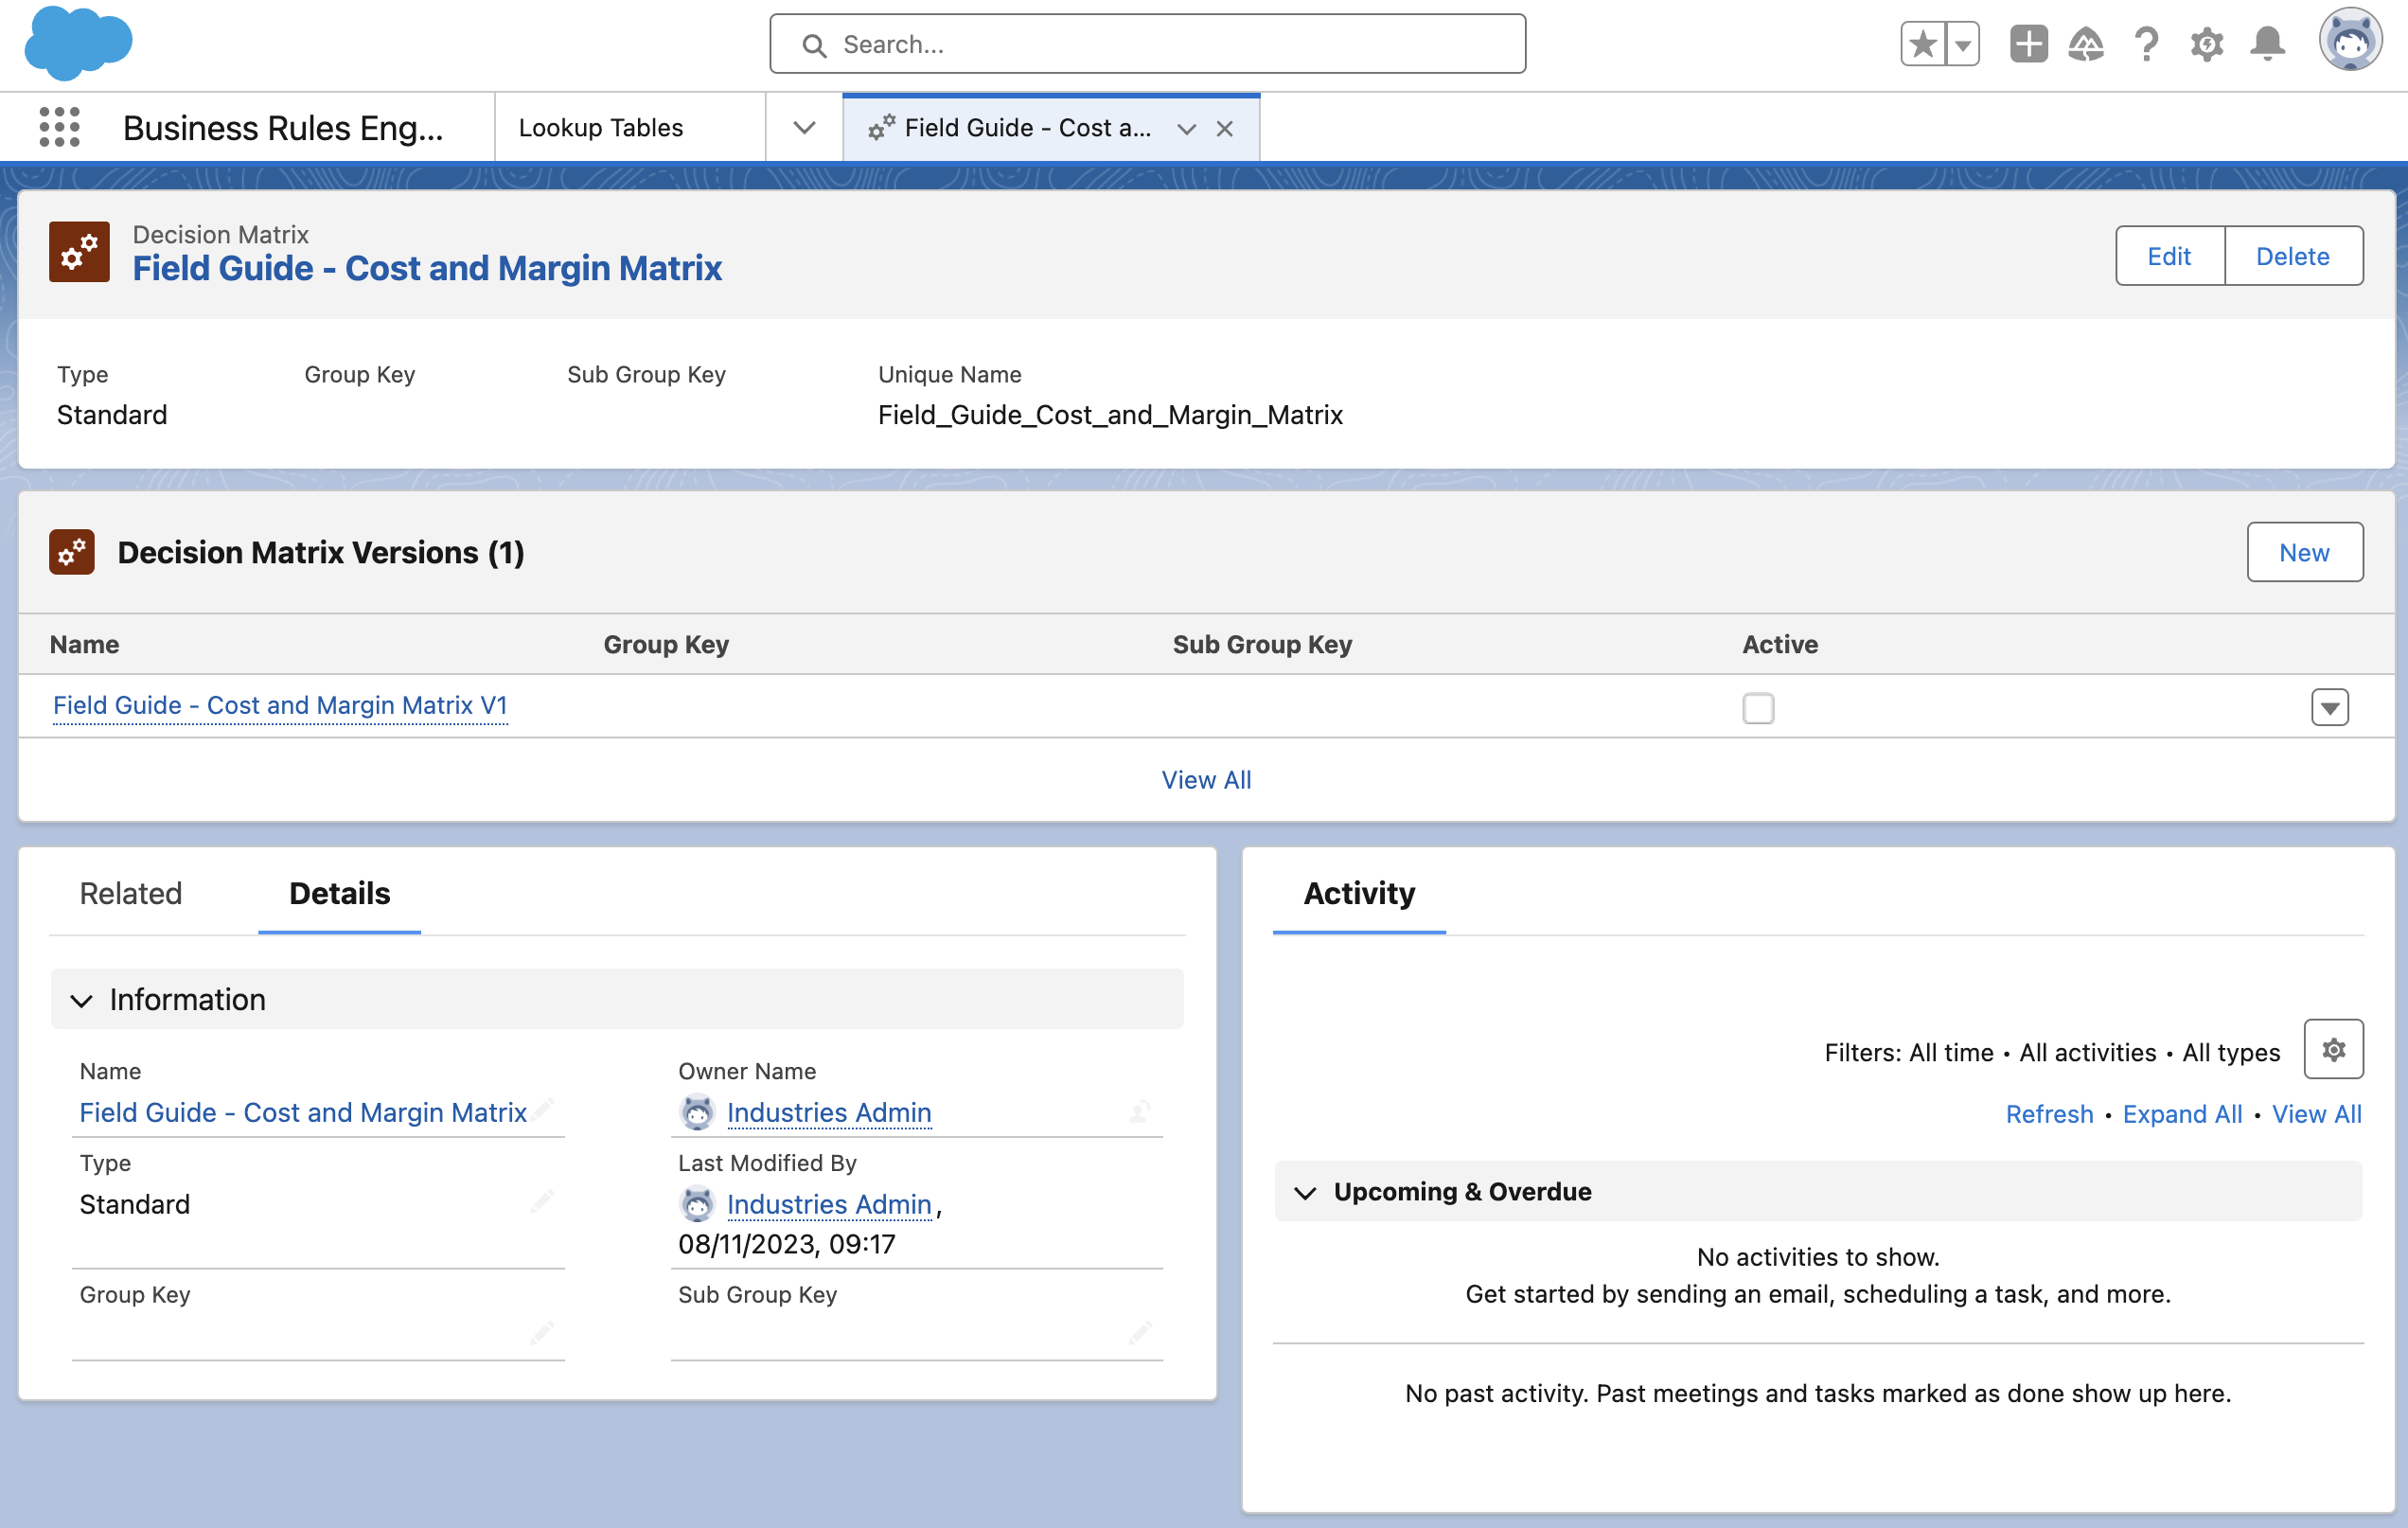 Search...
Business Rules Eng...
Lookup Tables
Field Guide - Cost a...
Decision Matrix
Field Guide - Cost and Margin Matrix
Edit
Delete
Type
Group Key
Sub Group Key
Unique Name
Standard
Field_Guide_Cost_and_Margin_Matrix
Decision Matrix Versions (1)
New
Name
Group Key
Sub Group Key
Active
Field Guide - Cost and Margin Matrix V1
View All
Related
Details
Information
Name
Field Guide - Cost and Margin Matrix
Owner Name
Industries Admin
Type
Standard
Last Modified By
Industries Admin,
08/11/2023, 09:17
Group Key
Sub Group Key
Activity
Filters: All time • All activities • All types
Refresh • Expand All • View All
Upcoming & Overdue
No activities to show.
Get started by sending an email, scheduling a task, and more.
No past activity. Past meetings and tasks marked as done show up here.